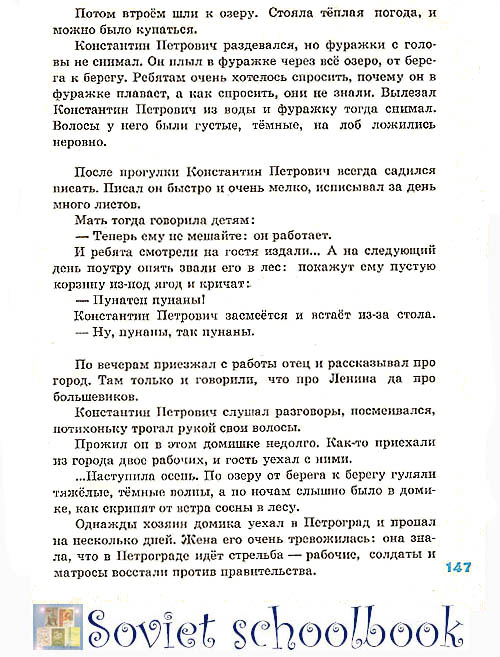 Потом втроём шли к озеру. Стояла тёплая погода, и
можно было купаться.
Константин Петрович раздевался, но фуражки с голо-
вы не снимал. Он плыл в фуражке через всё озеро, от бере-
га к берегу. Ребятам очень хотелось спросить, почему он в
фуражке плавает, а как спросить, они не знали. Вылезал
Константин Петрович из воды и фуражку тогда снимал.
Волосы у него были густые, тёмные, на лоб ложились
неровно.
После прогулки Константин Петрович всегда садился
писать. Писал он быстро и очень мелко, исписывал за день
много листов.
Мать тогда говорила детям:
— Теперь ему не мешайте: он работает.
И ребята смотрели на гостя издали... А на следующий
день поутру опять звали его в лес: покажут ему пустую
корзину из-под ягод и кричат:
— Пунатен пунаны!
Константин Петрович засмеётся и встаёт из-за стола.
— Ну, пунаны, так пунаны.
По вечерам приезжал с работы отец и рассказывал про
город. Там только и говорили, что про Ленина да про
большевиков.
Константин Петрович слушал разговоры, посмеивался,
потихоньку трогал рукой свои волосы.
Прожил он в этом домишке недолго. Как-то приехали
из города двое рабочих, и гость уехал с ними.
...Наступила осень. По озеру от берега к берегу гуляли
тяжёлые, тёмные волны, а по ночам слышно было в доми-
ке, как скрипят от ветра сосны в лесу.
Однажды хозяин домика уехал в Петроград и пропал
на несколько дней. Жена его очень тревожилась: она зна-
ла, что в Петрограде идёт стрельба — рабочие, солдаты и
матросы восстали против правительства.
147
Soviet schoolbook